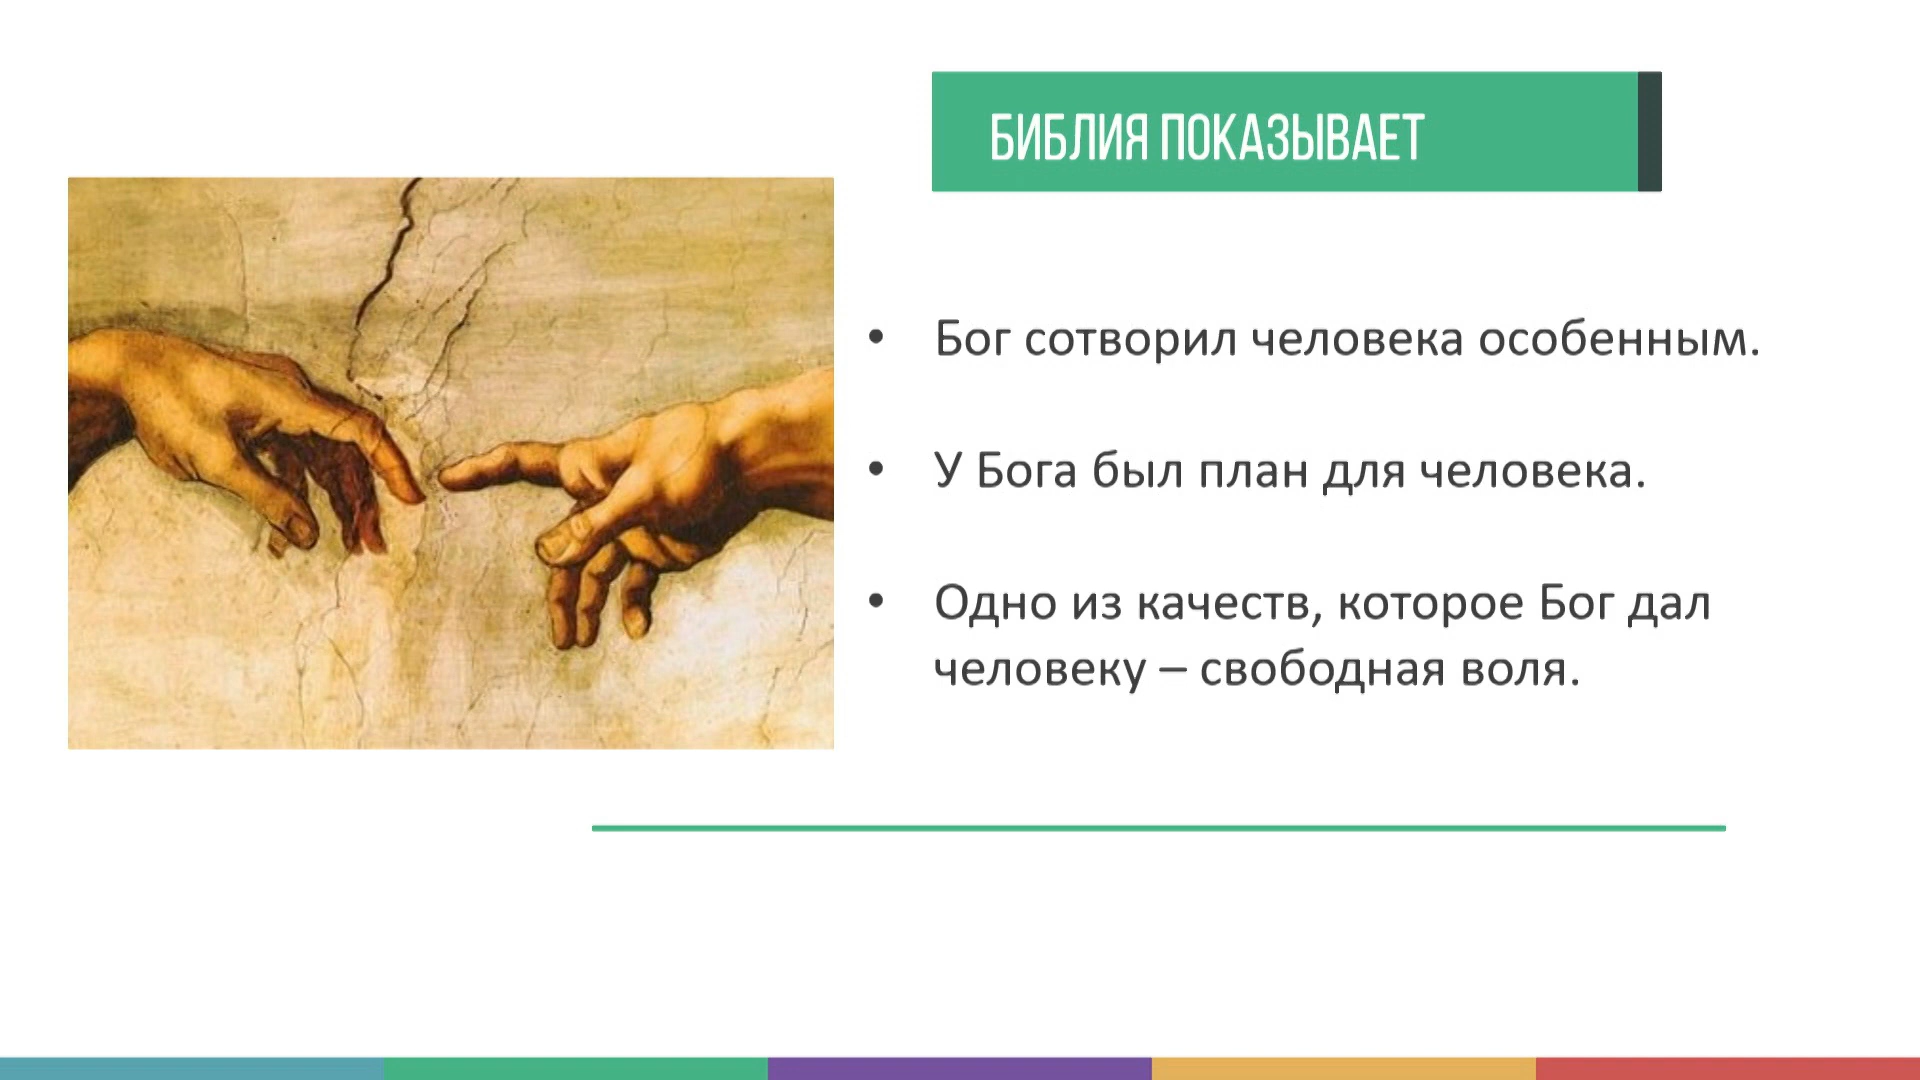 БИБЛИЯ ПОКАЗЫВАЕТ
• Бог сотворил человека особенным.
• У Бога был план для человека.
• Одно из качеств, которое Бог дал
человеку – свободная воля.